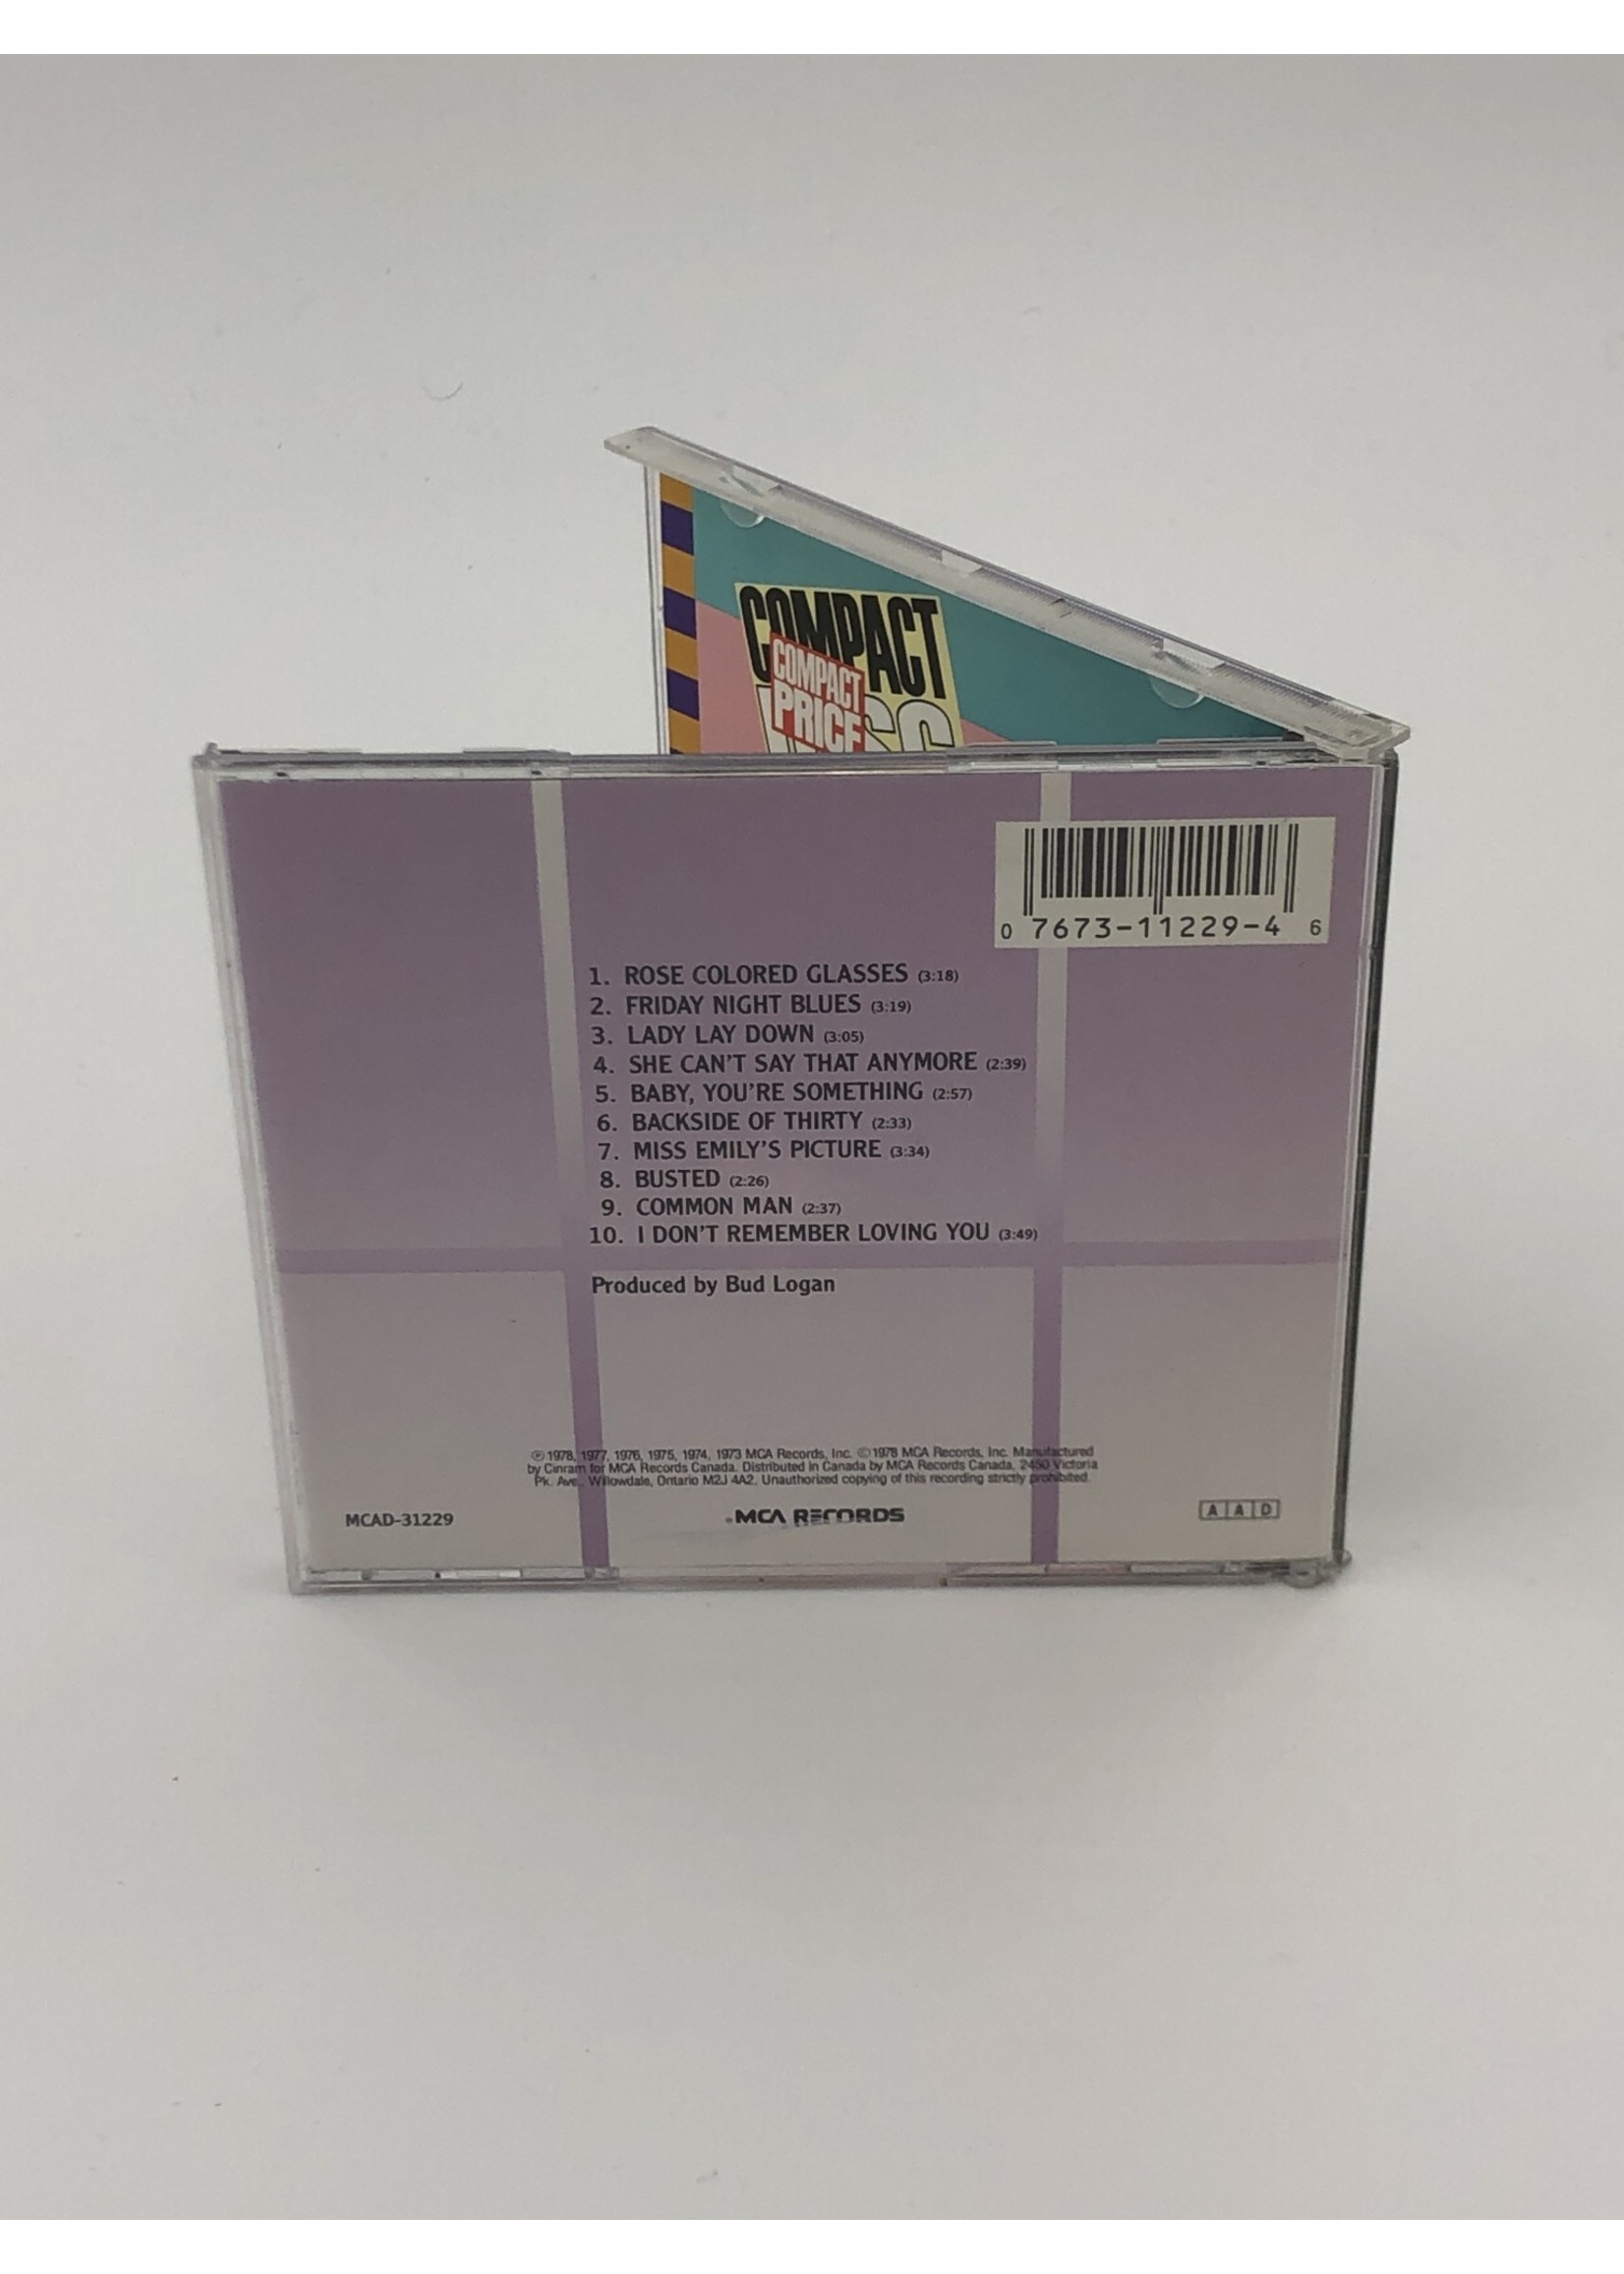 COMPACT
COMPACT
PRICE
0 7673-11229-4 6
1. ROSE COLORED GLASSES (3:18)
2. FRIDAY NIGHT BLUES (3:19)
3. LADY LAY DOWN (3:05)
4. SHE CAN'T SAY THAT ANYMORE (2:39)
5. BABY, YOU'RE SOMETHING (2:57)
6. BACKSIDE OF THIRTY (2:33)
7. MISS EMILY'S PICTURE (3:34)
8. BUSTED (2:26)
9. COMMON MAN (2:37)
10. I DON'T REMEMBER LOVING YOU (3:49)
Produced by Bud Logan
℗ 1978, 1977, 1976, 1975, 1974, 1973 MCA Records, Inc. © 1978 MCA Records, Inc. Manufactured
by Cinram for MCA Records Canada. Distributed in Canada by MCA Records Canada, 2450 Victoria
Pk. Ave., Willowdale, Ontario M2J 4A2. Unauthorized copying of this recording strictly prohibited.
MCAD-31229
MCA RECORDS
A A D